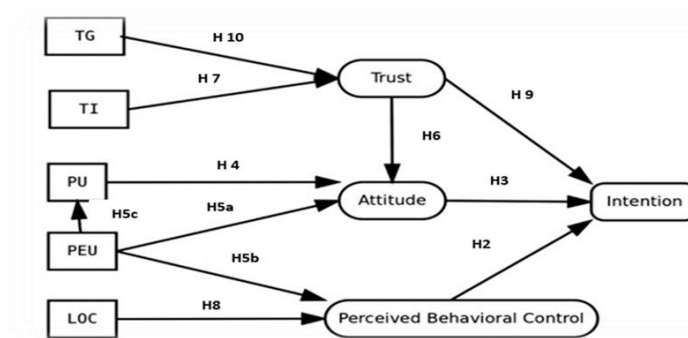 TG
H 10
TI
H 7
Trust
H 9
H6
PU
H 4
H5c
PEU
H5a
Attitude
H3
Intention
H5b
H2
LOC
H8
Perceived Behavioral Control